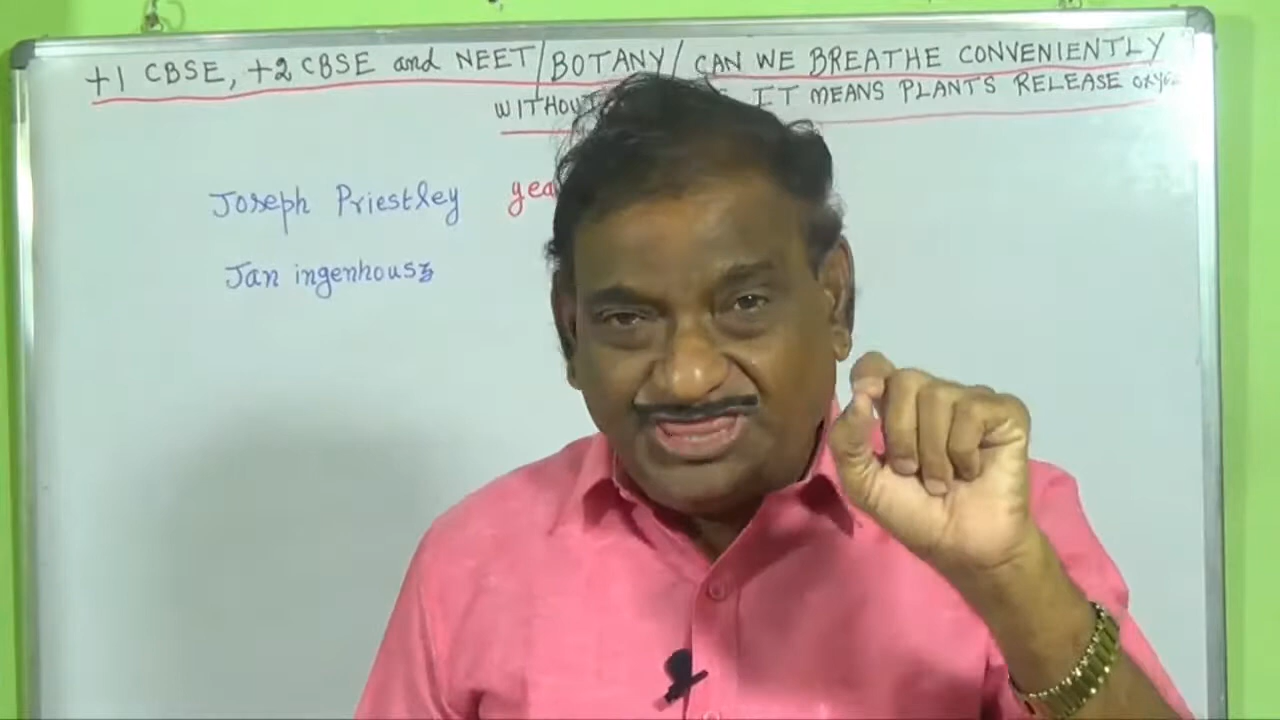 +1 CBSE, +2 CBSE and NEET/BOTANY/ CAN WE BREATHE CONVENIENTLY
IT MEANS PLANTS RELEASE
Joseph Priestley
Jan ingenhousz